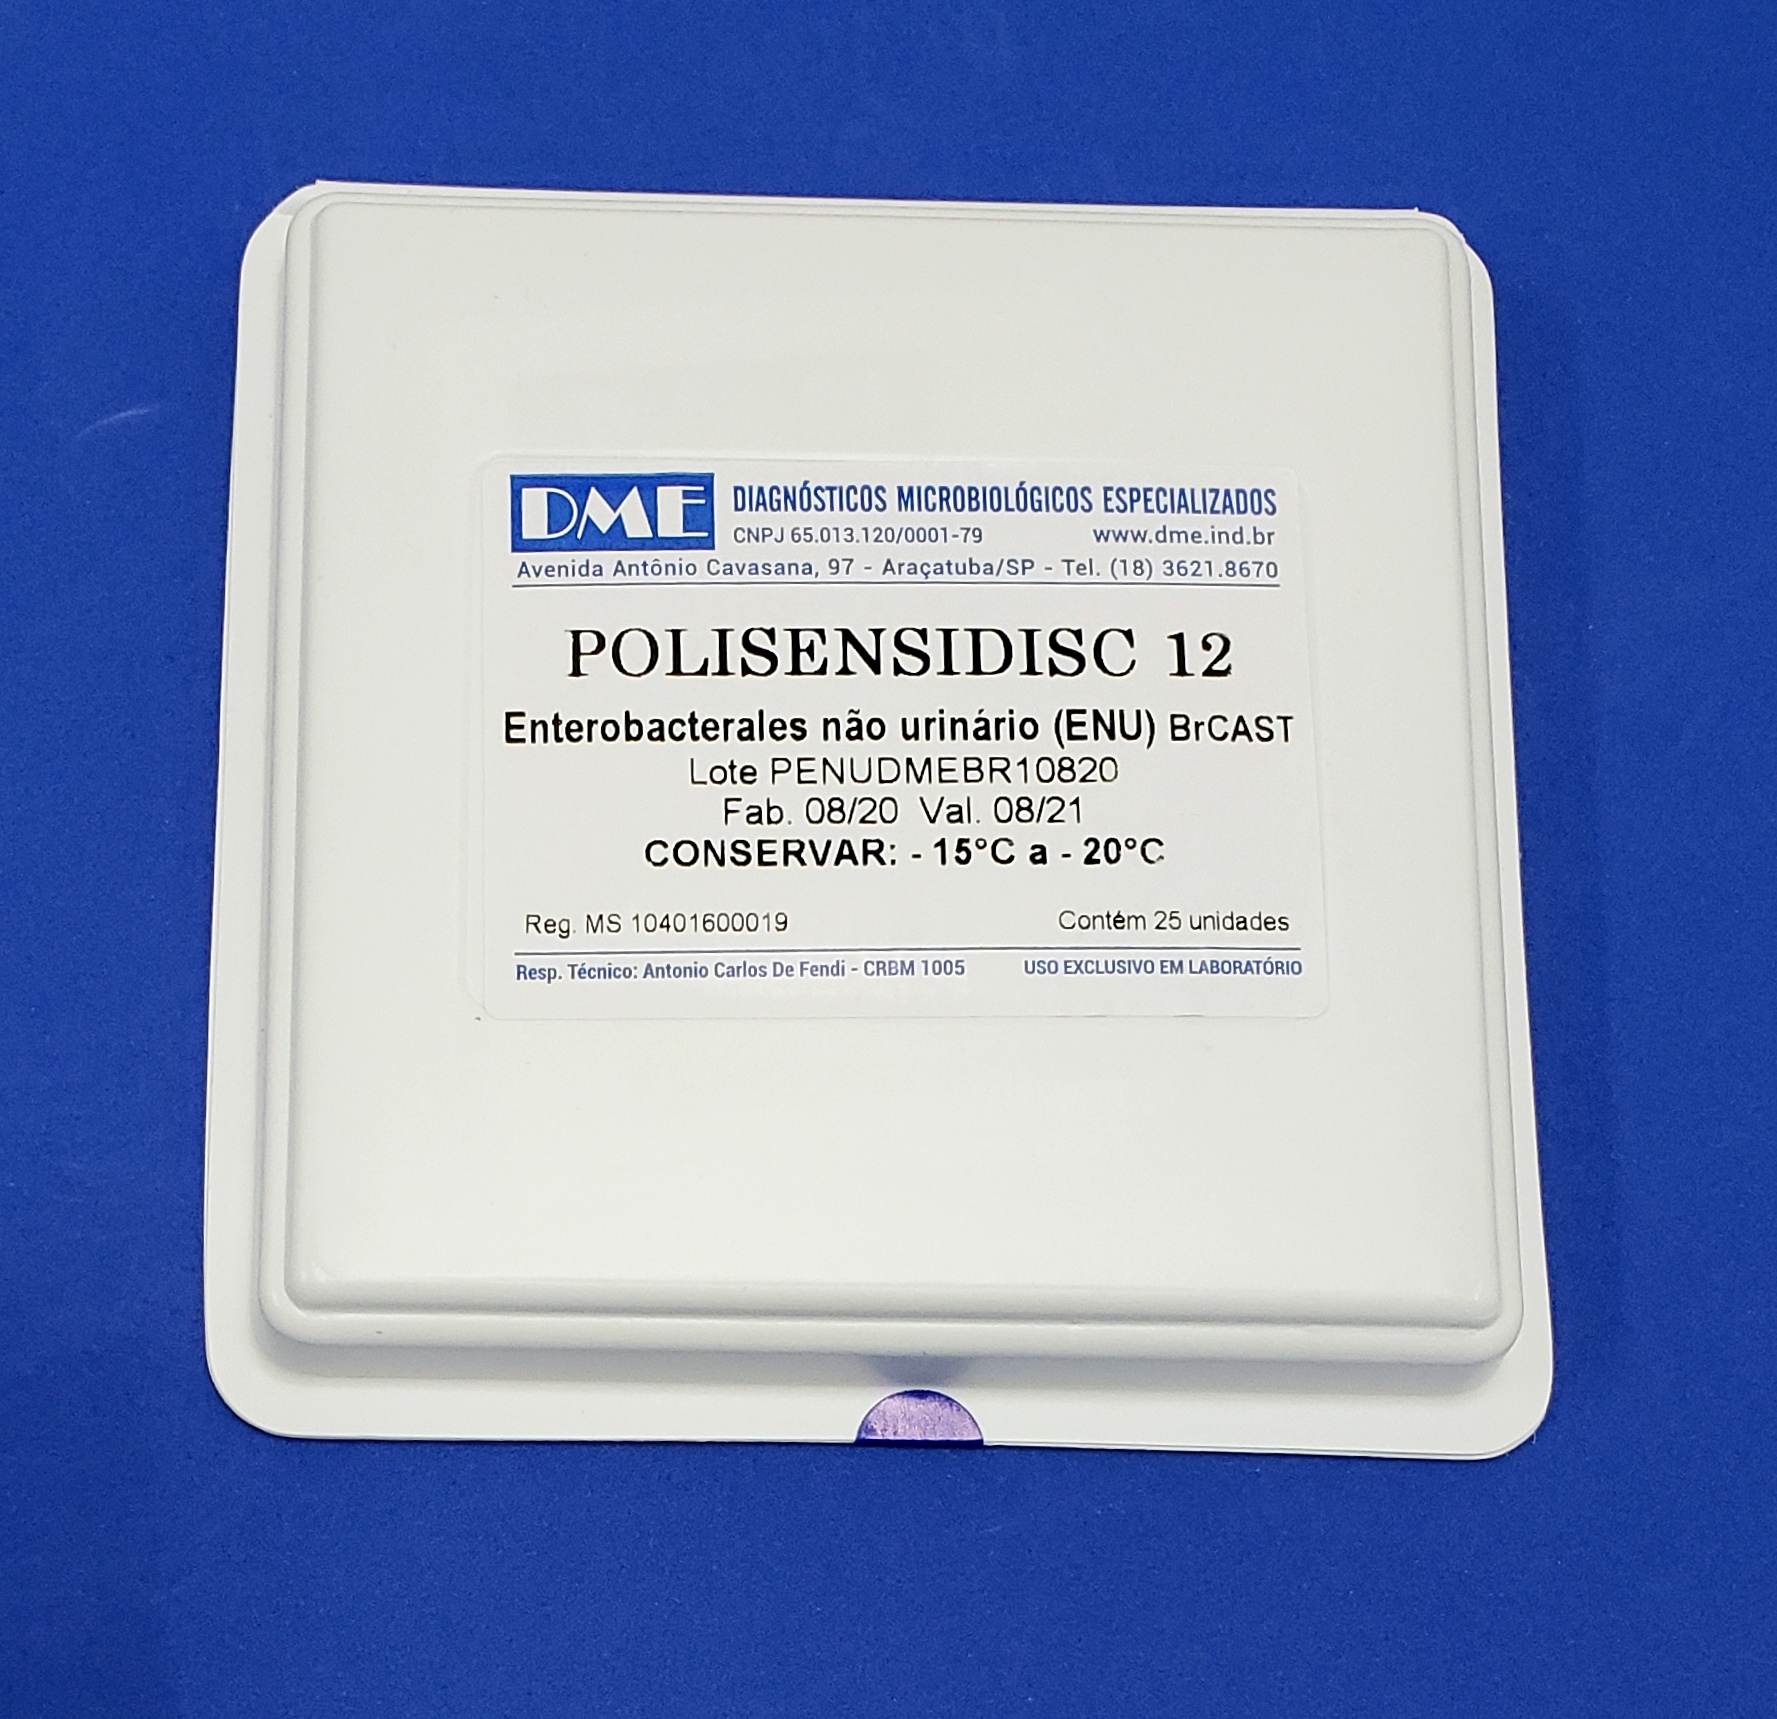 DME DIAGNÓSTICOS MICROBIOLÓGICOS ESPECIALIZADOS
CNPJ 65.013.120/0001-79 www.dme.ind.br
Avenida Antônio Cavasana, 97 - Araçatuba/SP - Tel. (18) 3621.8670
POLISENSIDISC 12
Enterobacterales não urinário (ENU) BrCAST
Lote PENUDMEBR10820
Fab. 08/20 Val. 08/21
CONSERVAR: - 15°C a - 20°C
Reg. MS 10401600019 Contém 25 unidades
Resp. Técnico: Antonio Carlos De Fendi - CRBM 1005 USO EXCLUSIVO EM LABORATÓRIO